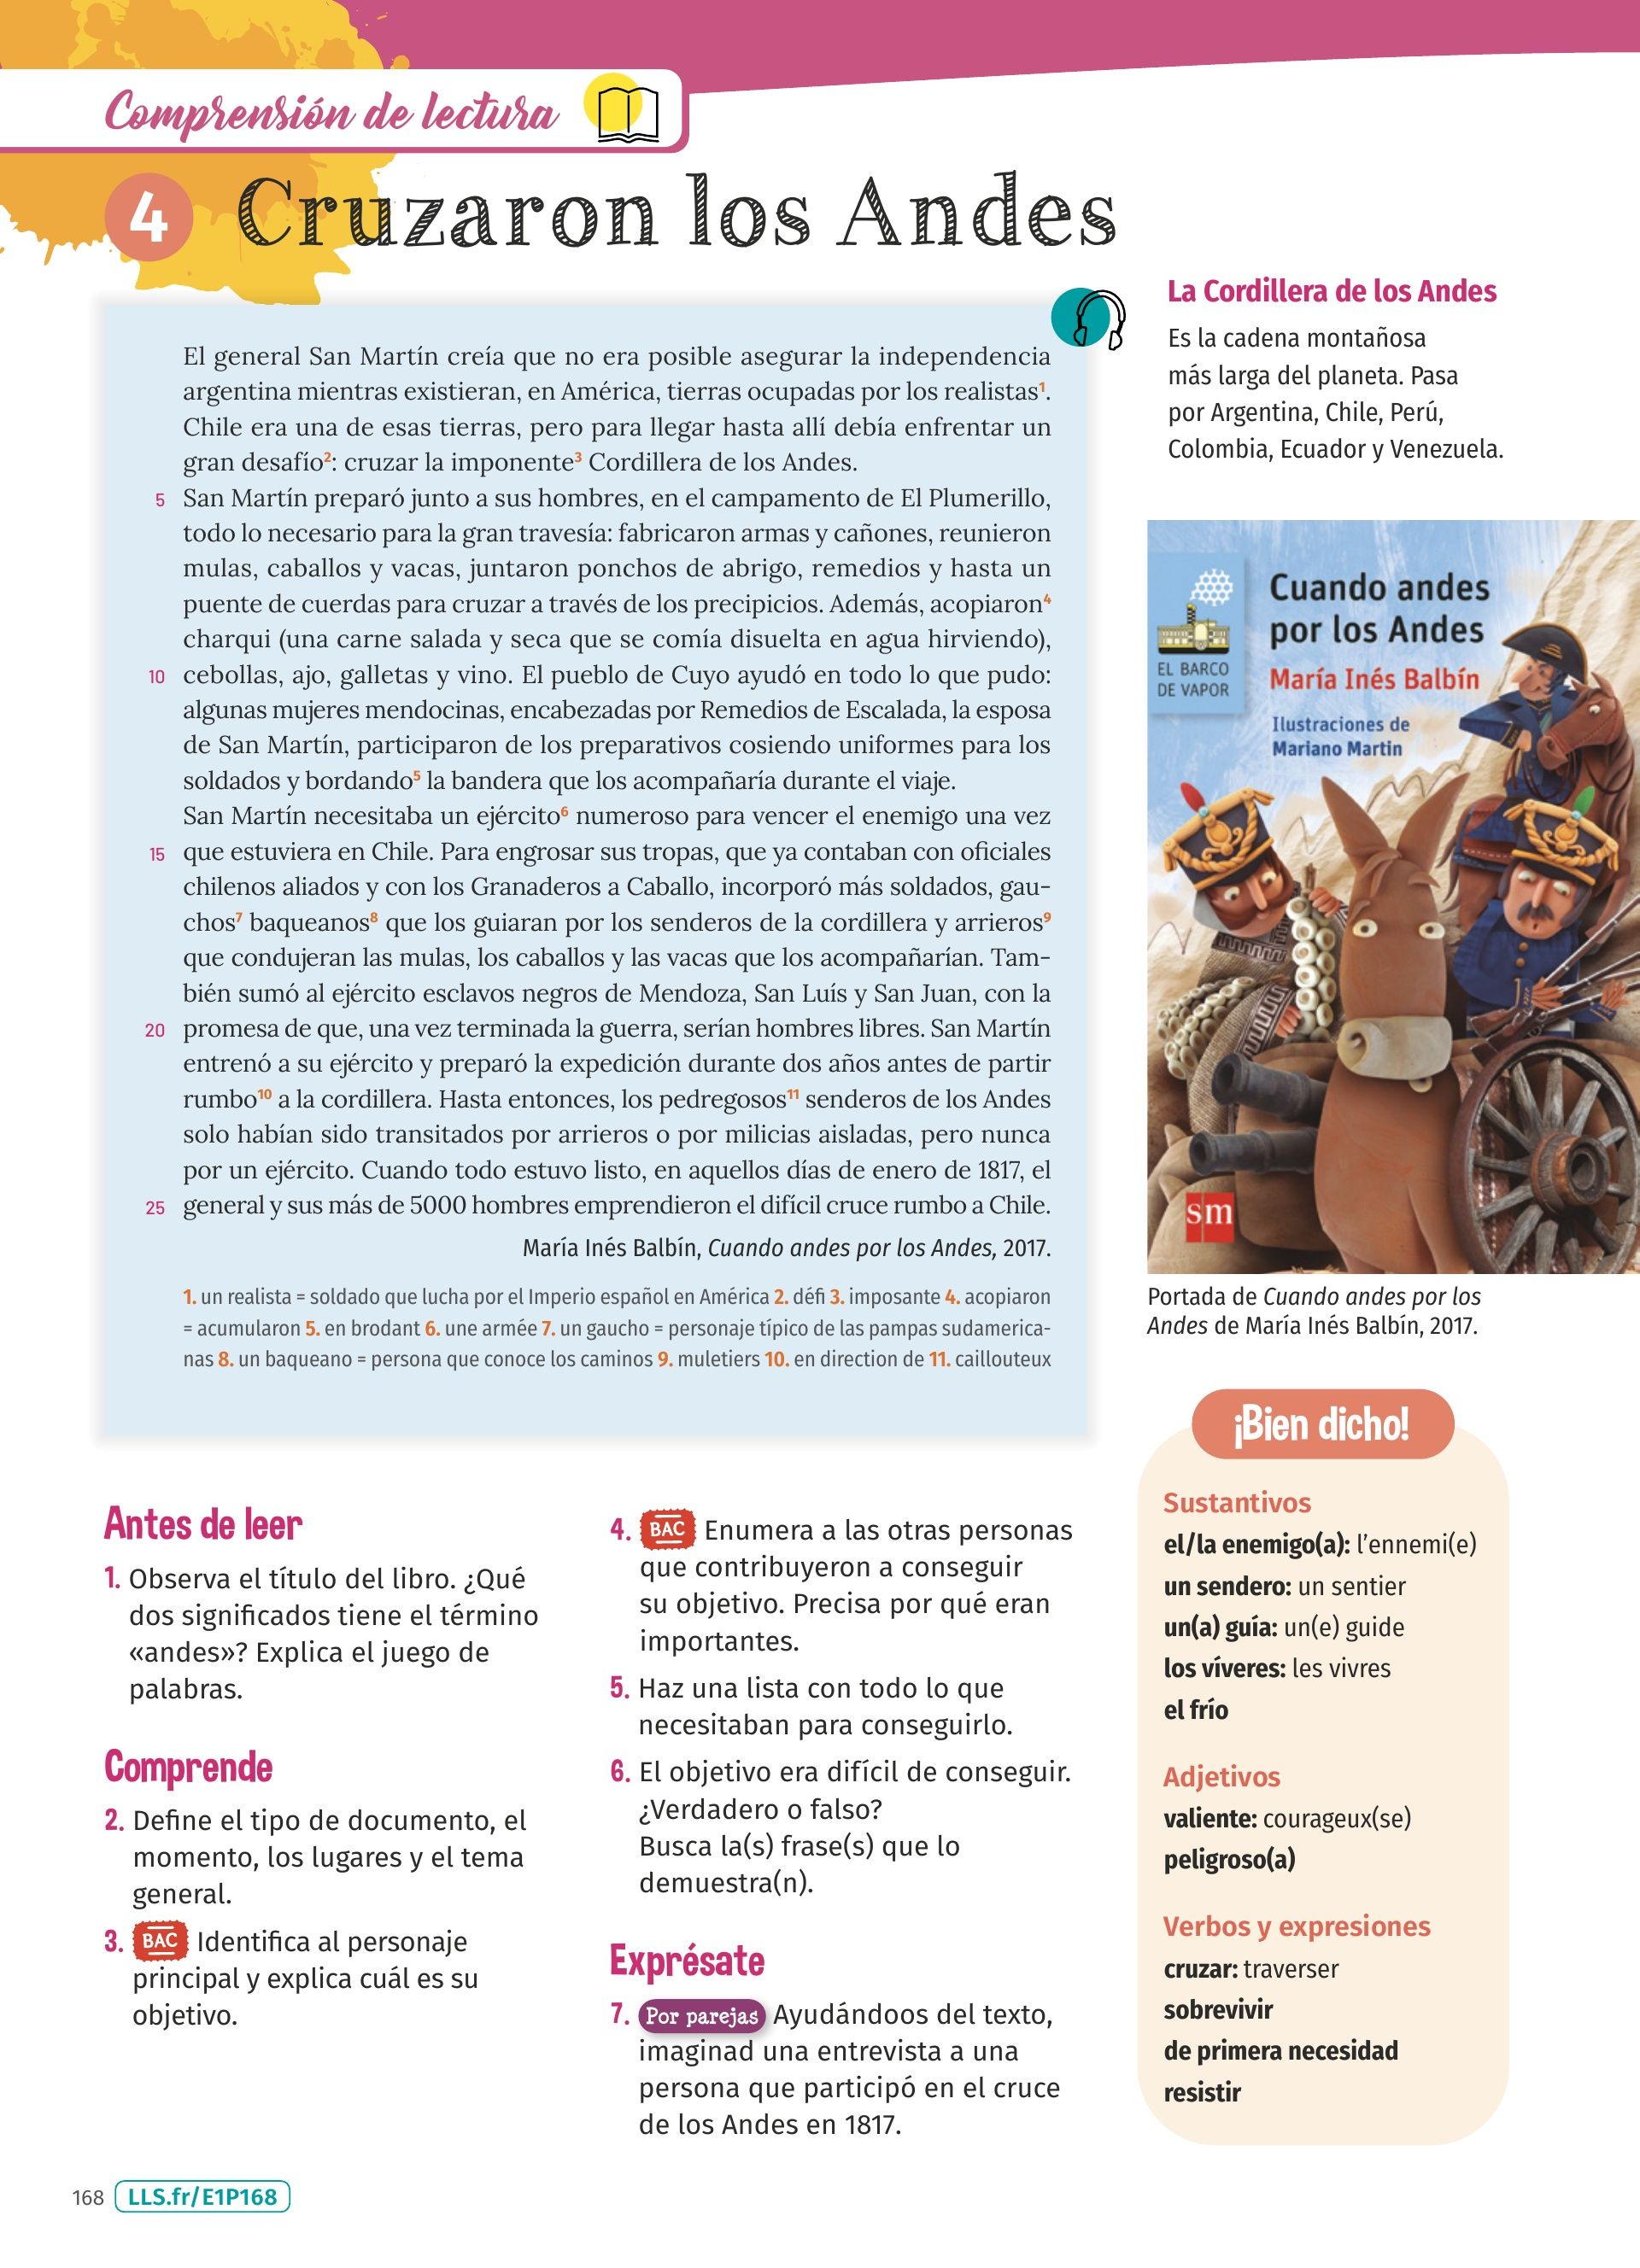 Comprensión de lectura
4 Cruzaron los Andes
El general San Martín creía que no era posible asegurar la independencia
argentina mientras existieran, en América, tierras ocupadas por los realistas¹.
Chile era una de esas tierras, pero para llegar hasta allí debía enfrentar un
gran desafío²: cruzar la imponente³ Cordillera de los Andes.
5 San Martín preparó junto a sus hombres, en el campamento de El Plumerillo,
todo lo necesario para la gran travesía: fabricaron armas y cañones, reunieron
mulas, caballos y vacas, juntaron ponchos de abrigo, remedios y hasta un
puente de cuerdas para cruzar a través de los precipicios. Además, acopiaron⁴
charqui (una carne salada y seca que se comía disuelta en agua hirviendo),
10 cebollas, ajo, galletas y vino. El pueblo de Cuyo ayudó en todo lo que pudo:
algunas mujeres mendocinas, encabezadas por Remedios de Escalada, la esposa
de San Martín, participaron de los preparativos cosiendo uniformes para los
soldados y bordando⁵ la bandera que los acompañaría durante el viaje.
San Martín necesitaba un ejército⁶ numeroso para vencer el enemigo una vez
15 que estuviera en Chile. Para engrosar sus tropas, que ya contaban con oficiales
chilenos aliados y con los Granaderos a Caballo, incorporó más soldados, gau-
chos⁷ baqueanos⁸ que los guiaran por los senderos de la cordillera y arrieros⁹
que condujeran las mulas, los caballos y las vacas que los acompañarían. Tam-
bién sumó al ejército esclavos negros de Mendoza, San Luís y San Juan, con la
20 promesa de que, una vez terminada la guerra, serían hombres libres. San Martín
entrenó a su ejército y preparó la expedición durante dos años antes de partir
rumbo¹⁰ a la cordillera. Hasta entonces, los pedregosos¹¹ senderos de los Andes
solo habían sido transitados por arrieros o por milicias aisladas, pero nunca
por un ejército. Cuando todo estuvo listo, en aquellos días de enero de 1817, el
25 general y sus más de 5000 hombres emprendieron el difícil cruce rumbo a Chile.
María Inés Balbín, Cuando andes por los Andes, 2017.
1. un realista = soldado que lucha por el Imperio español en América 2. défi 3. imposante 4. acopiaron
= acumularon 5. en brodant 6. une armée 7. un gaucho = personaje típico de las pampas sudamerica-
nas 8. un baqueano = persona que conoce los caminos 9. muletiers 10. en direction de 11. caillouteux
La Cordillera de los Andes
Es la cadena montañosa
más larga del planeta. Pasa
por Argentina, Chile, Perú,
Colombia, Ecuador y Venezuela.
EL BARCO
DE VAPOR
Cuando andes
por los Andes
María Inés Balbín
Ilustraciones de
Mariano Martin
sm
Portada de Cuando andes por los
Andes de María Inés Balbín, 2017.
Antes de leer
1. Observa el título del libro. ¿Qué
dos significados tiene el término
«andes»? Explica el juego de
palabras.
Comprende
2. Define el tipo de documento, el
momento, los lugares y el tema
general.
3. BAC Identifica al personaje
principal y explica cuál es su
objetivo.
4. BAC Enumera a las otras personas
que contribuyeron a conseguir
su objetivo. Precisa por qué eran
importantes.
5. Haz una lista con todo lo que
necesitaban para conseguirlo.
6. El objetivo era difícil de conseguir.
¿Verdadero o falso?
Busca la(s) frase(s) que lo
demuestra(n).
Exprésate
7. Por parejas Ayudándoos del texto,
imaginad una entrevista a una
persona que participó en el cruce
de los Andes en 1817.
¡Bien dicho!
Sustantivos
el/la enemigo(a): l’ennemi(e)
un sendero: un sentier
un(a) guía: un(e) guide
los víveres: les vivres
el frío
Adjetivos
valiente: courageux(se)
peligroso(a)
Verbos y expresiones
cruzar: traverser
sobrevivir
de primera necesidad
resistir
168 LLS.fr/E1P168